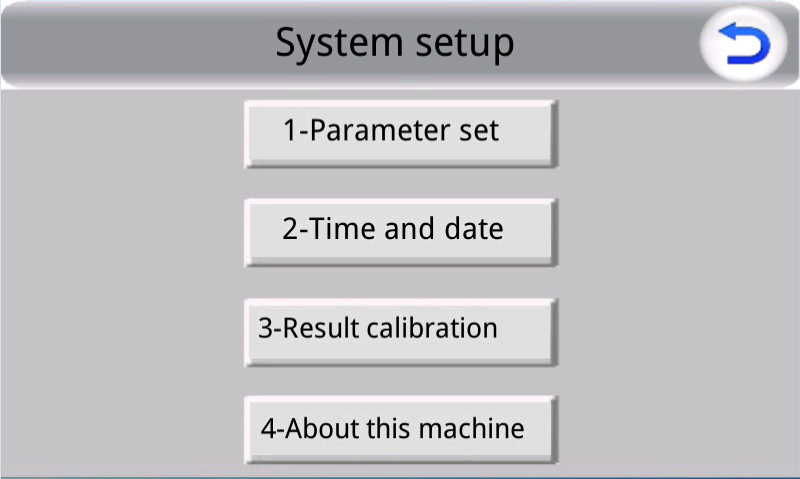 System setup
1-Parameter set
2-Time and date
3-Result calibration
4-About this machine